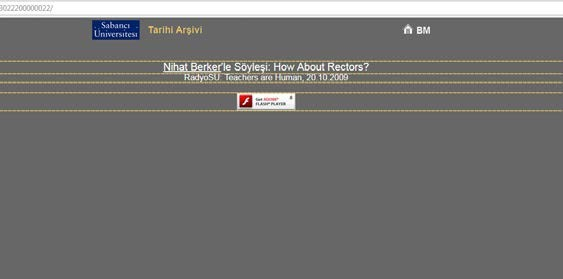 3022200000022/
Sabancı
Üniversitesi
Tarihi Arşivi
BM
Nihat Berker'le Söyleşi: How About Rectors?
RadyoSU: Teachers are Human, 20.10.2009
Get ADOBE®
FLASH® PLAYER